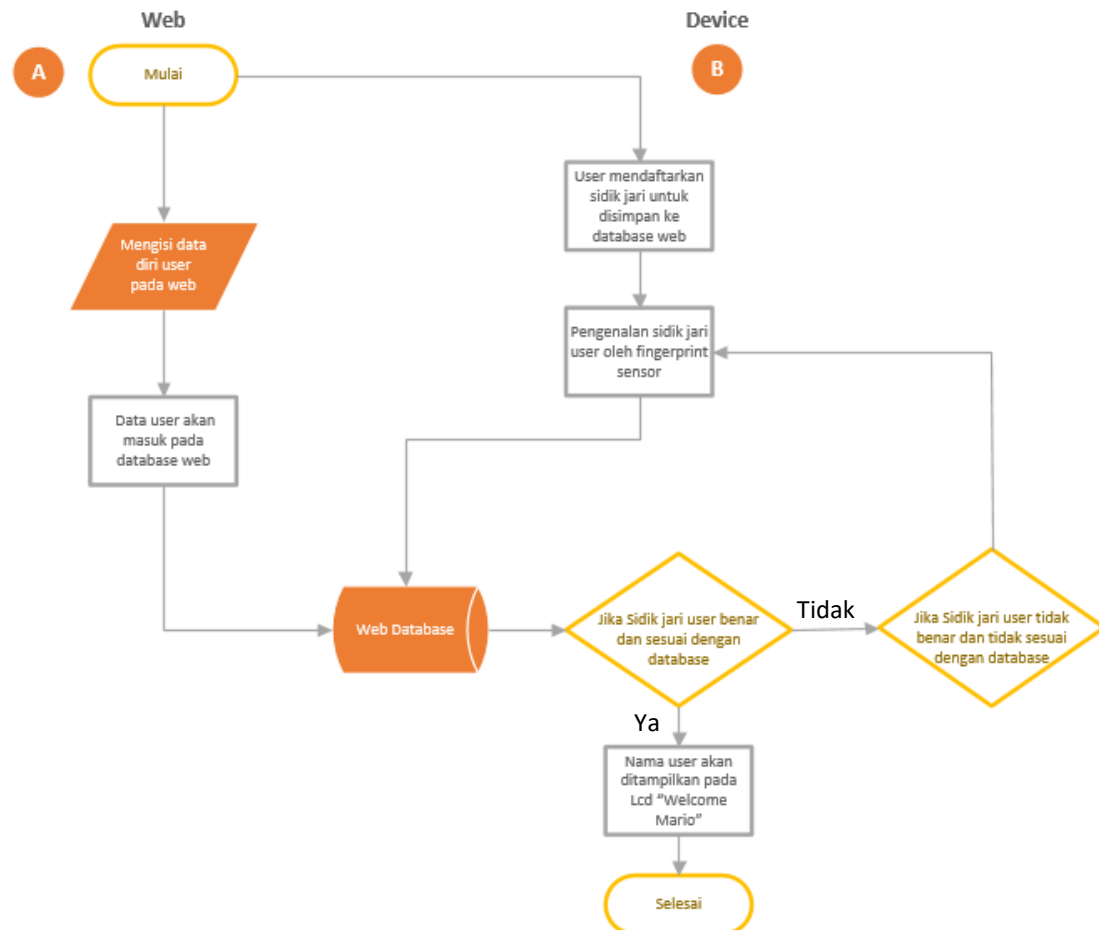 Web
Device
A
Mulai
B
User mendaftarkan
sidik jari untuk
disimpan ke
database web
Mengisi data
diri user
pada web
Pengenalan sidik jari
user oleh fingerprint
sensor
Data user akan
masuk pada
database web
Web Database
Jika Sidik jari user benar
dan sesuai dengan
database
Tidak
Jika Sidik jari user tidak
benar dan tidak sesuai
dengan database
Ya
Nama user akan
ditampilkan pada
Lcd “Welcome
Mario”
Selesai